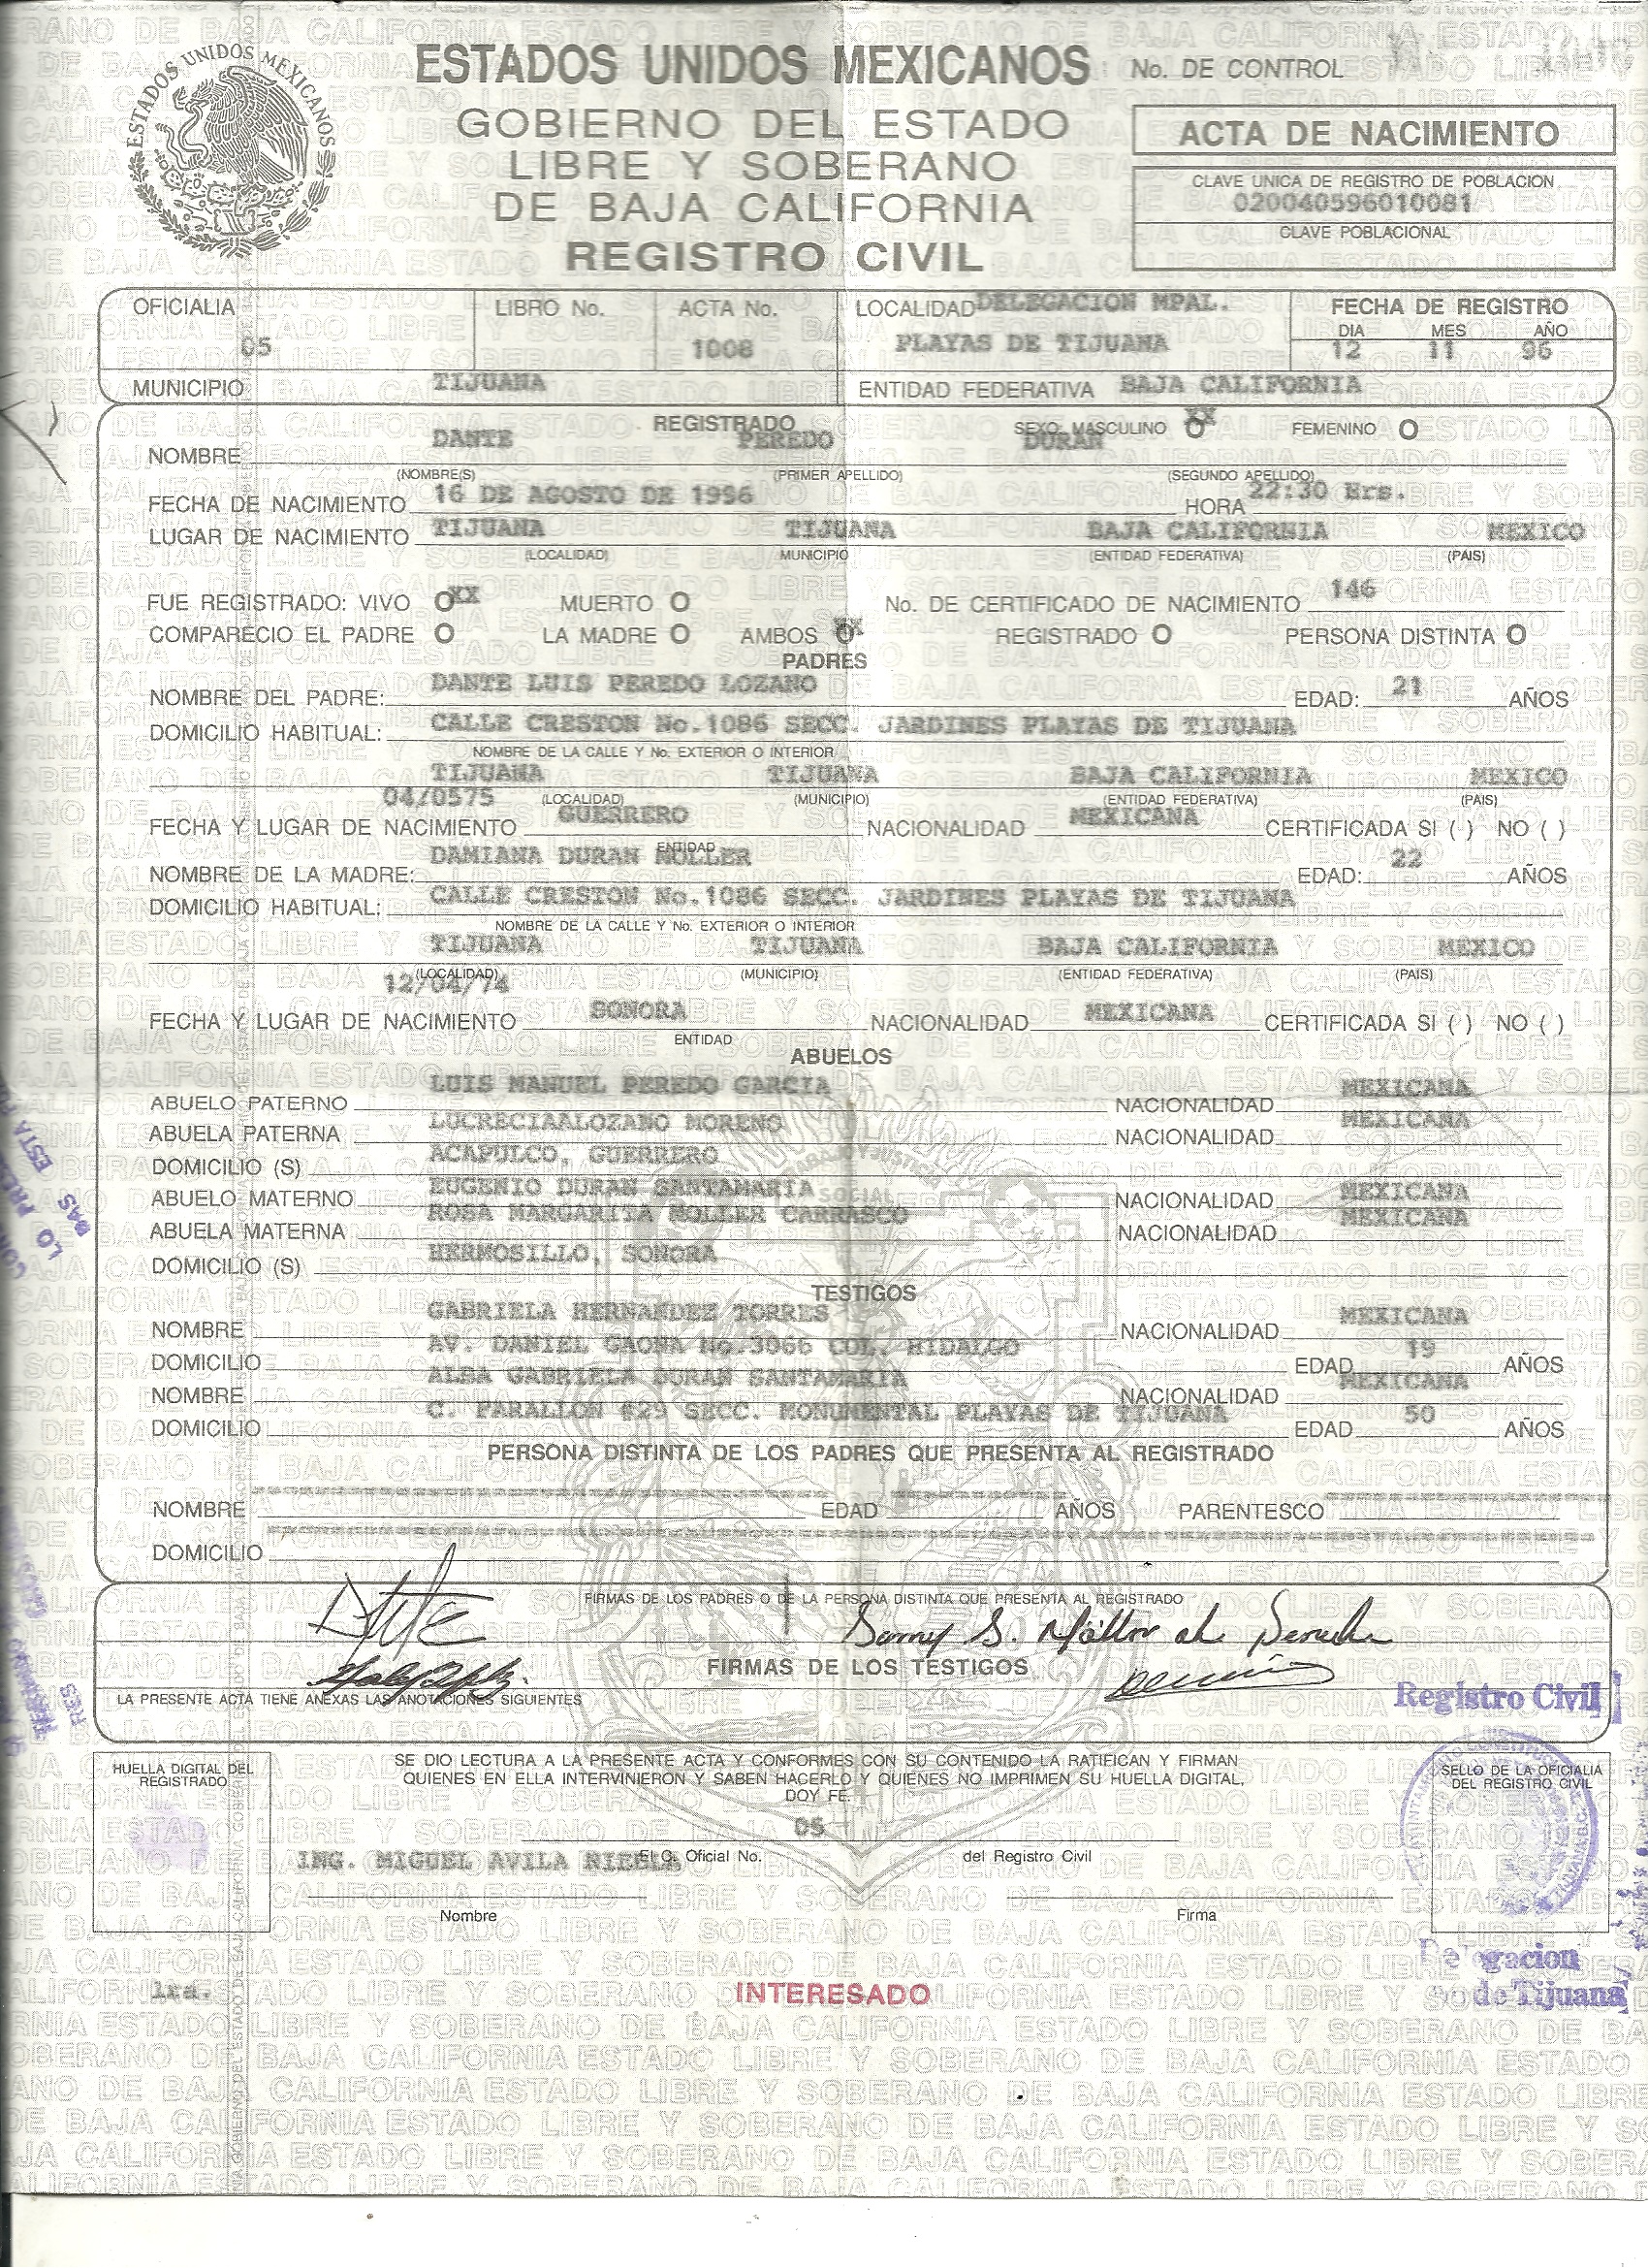 ESTADOS UNIDOS MEXICANOS
ESTADOS UNIDOS MEXICANOS No. DE CONTROL
GOBIERNO DEL ESTADO
LIBRE Y SOBERANO
DE BAJA CALIFORNIA
REGISTRO CIVIL
ACTA DE NACIMIENTO
CLAVE UNICA DE REGISTRO DE POBLACION
020040596010081
CLAVE POBLACIONAL
OFICIALIA LIBRO No. ACTA No. LOCALIDAD DELEGACION MPAL. FECHA DE REGISTRO
DIA MES AÑO
05 1008 PLAYAS DE TIJUANA 12 11 96
MUNICIPIO TIJUANA ENTIDAD FEDERATIVA BAJA CALIFORNIA
REGISTRADO SEXO: MASCULINO O XX FEMENINO O
NOMBRE DANTE PEREDO DURAN
(NOMBRE(S) (PRIMER APELLIDO) (SEGUNDO APELLIDO)
FECHA DE NACIMIENTO 16 DE AGOSTO DE 1996 HORA 22:30 Hrs.
LUGAR DE NACIMIENTO TIJUANA TIJUANA BAJA CALIFORNIA MEXICO
(LOCALIDAD) MUNICIPIO (ENTIDAD FEDERATIVA) (PAIS)
FUE REGISTRADO: VIVO O XX MUERTO O No. DE CERTIFICADO DE NACIMIENTO 146
COMPARECIO EL PADRE O LA MADRE O AMBOS O XX REGISTRADO O PERSONA DISTINTA O
PADRES
NOMBRE DEL PADRE: DANTE LUIS PEREDO LOZANO EDAD: 21 AÑOS
DOMICILIO HABITUAL: CALLE CRESTON No.1086 SECC. JARDINES PLAYAS DE TIJUANA
NOMBRE DE LA CALLE Y No. EXTERIOR O INTERIOR
TIJUANA TIJUANA BAJA CALIFORNIA MEXICO
(LOCALIDAD) (MUNICIPIO) (ENTIDAD FEDERATIVA) (PAIS)
FECHA Y LUGAR DE NACIMIENTO 04/0575 GUERRERO NACIONALIDAD MEXICANA CERTIFICADA SI ( ) NO ( )
ENTIDAD
NOMBRE DE LA MADRE: DAMIANA DURAN MOLLER EDAD: 22 AÑOS
DOMICILIO HABITUAL: CALLE CRESTON No.1086 SECC. JARDINES PLAYAS DE TIJUANA
NOMBRE DE LA CALLE Y No. EXTERIOR O INTERIOR
TIJUANA TIJUANA BAJA CALIFORNIA MEXICO
(LOCALIDAD) (MUNICIPIO) (ENTIDAD FEDERATIVA) (PAIS)
FECHA Y LUGAR DE NACIMIENTO 12/04/74 SONORA NACIONALIDAD MEXICANA CERTIFICADA SI ( ) NO ( )
ENTIDAD
ABUELOS
ABUELO PATERNO LUIS MANUEL PEREDO GARCIA NACIONALIDAD MEXICANA
ABUELA PATERNA LUCRECIAALOZANO MORENO NACIONALIDAD MEXICANA
DOMICILIO (S) ACAPULCO, GUERRERO
ABUELO MATERNO EUGENIO DURAN SANTAMARIA NACIONALIDAD MEXICANA
ABUELA MATERNA ROSA MARGARITA MOLLER CARRASCO NACIONALIDAD MEXICANA
DOMICILIO (S) HERMOSILLO, SONORA
TESTIGOS
NOMBRE GABRIELA HERNANDEZ TORRES NACIONALIDAD MEXICANA
DOMICILIO AV. DANIEL GAONA No.3066 COL. HIDALGO EDAD 19 AÑOS
NOMBRE ALBA GABRIELA DURAN SANTAMARIA NACIONALIDAD MEXICANA
DOMICILIO C. FARALLON #25 SECC. MONUMENTAL PLAYAS DE TIJUANA EDAD 50 AÑOS
PERSONA DISTINTA DE LOS PADRES QUE PRESENTA AL REGISTRADO
NOMBRE EDAD AÑOS PARENTESCO
DOMICILIO
FIRMAS DE LOS PADRES O DE LA PERSONA DISTINTA QUE PRESENTA AL REGISTRADO
FIRMAS DE LOS TESTIGOS
LA PRESENTE ACTA TIENE ANEXAS LAS ANOTACIONES SIGUIENTES
Registro Civil
HUELLA DIGITAL DEL REGISTRADO
SE DIO LECTURA A LA PRESENTE ACTA Y CONFORMES CON SU CONTENIDO LA RATIFICAN Y FIRMAN
QUIENES EN ELLA INTERVINIERON Y SABEN HACERLO Y QUIENES NO IMPRIMEN SU HUELLA DIGITAL,
DOY FE.
SELLO DE LA OFICIALIA
DEL REGISTRO CIVIL
05
ING. MIGUEL AVILA El C. Oficial No. del Registro Civil
Nombre Firma
Delegacion
de Tijuana
1ra. INTERESADO